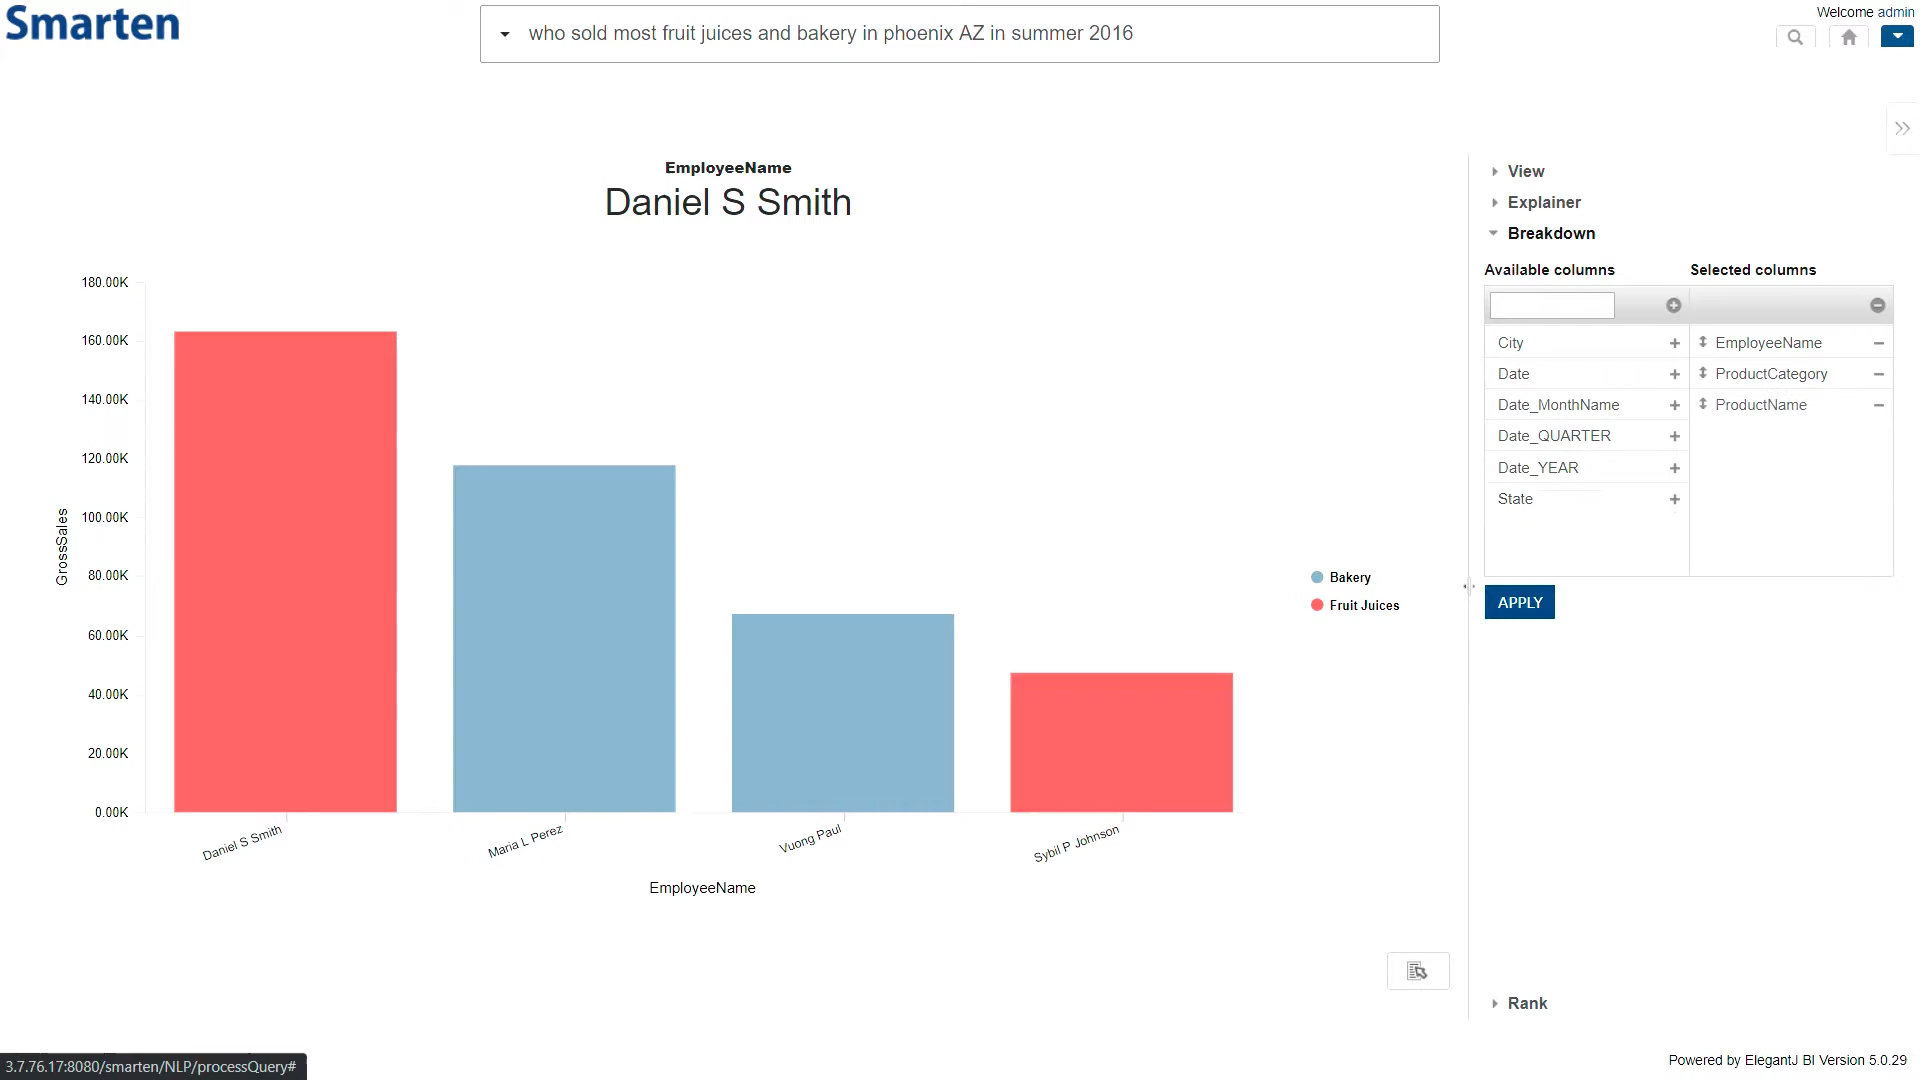 Smarten
who sold most fruit juices and bakery in phoenix AZ in summer 2016
Welcome admin
EmployeeName
Daniel S Smith
180.00K
160.00K
140.00K
120.00K
100.00K
80.00K
60.00K
40.00K
20.00K
0.00K
GrossSales
Daniel S Smith
Maria L Perez
Vuong Paul
Sybil P Johnson
EmployeeName
Bakery
Fruit Juices
View
Explainer
Breakdown
Available columns
Selected columns
City
Date
Date_MonthName
Date_QUARTER
Date_YEAR
State
EmployeeName
ProductCategory
ProductName
APPLY
Rank
3.7.76.17:8080/smarten/NLP/processQuery#
Powered by ElegantJ BI Version 5.0.29